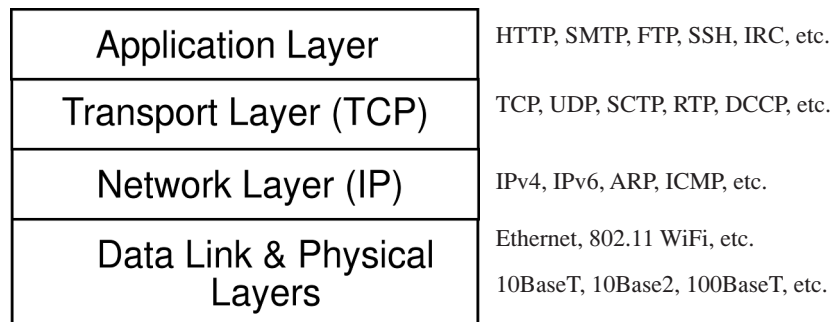 Application Layer
HTTP, SMTP, FTP, SSH, IRC, etc.
Transport Layer (TCP)
TCP, UDP, SCTP, RTP, DCCP, etc.
Network Layer (IP)
IPv4, IPv6, ARP, ICMP, etc.
Data Link & Physical
Layers
Ethernet, 802.11 WiFi, etc.
10BaseT, 10Base2, 100BaseT, etc.